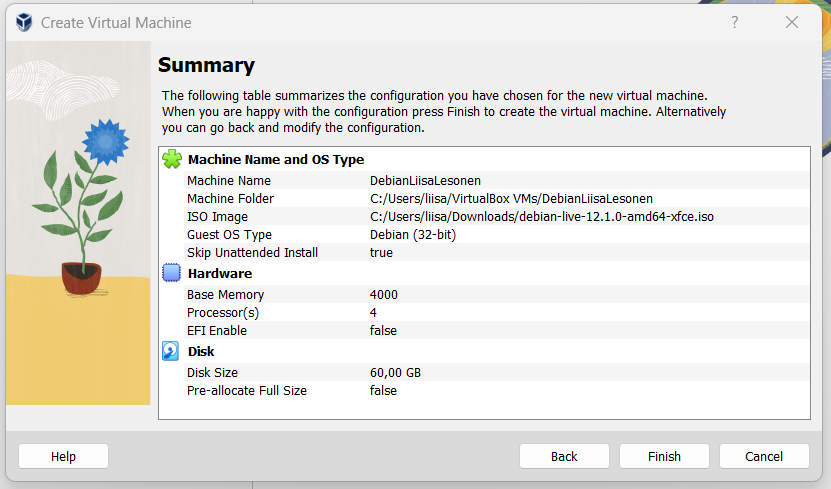 Create Virtual Machine
?
Summary
The following table summarizes the configuration you have chosen for the new virtual machine.
When you are happy with the configuration press Finish to create the virtual machine. Alternatively
you can go back and modify the configuration.
Machine Name and OS Type
Machine Name DebianLiisaLesonen
Machine Folder C:/Users/liisa/VirtualBox VMs/DebianLiisaLesonen
ISO Image C:/Users/liisa/Downloads/debian-live-12.1.0-amd64-xfce.iso
Guest OS Type Debian (32-bit)
Skip Unattended Install true
Hardware
Base Memory 4000
Processor(s) 4
EFI Enable false
Disk
Disk Size 60,00 GB
Pre-allocate Full Size false
Help Back Finish Cancel